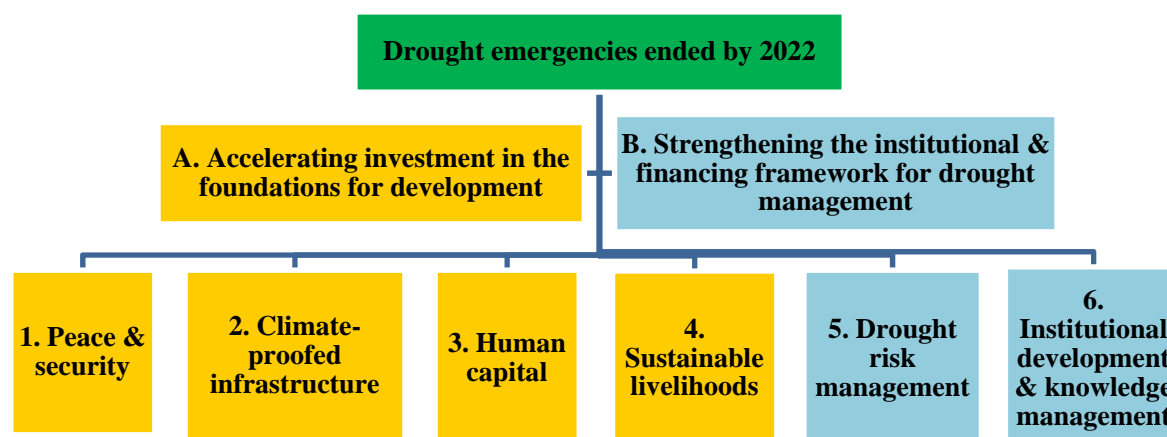 Drought emergencies ended by 2022
A. Accelerating investment in the
foundations for development
B. Strengthening the institutional &
financing framework for drought
management
1. Peace &
security
2. Climate-
proofed
infrastructure
3. Human
capital
4.
Sustainable
livelihoods
5. Drought
risk
management
6.
Institutional
development
& knowledge
management